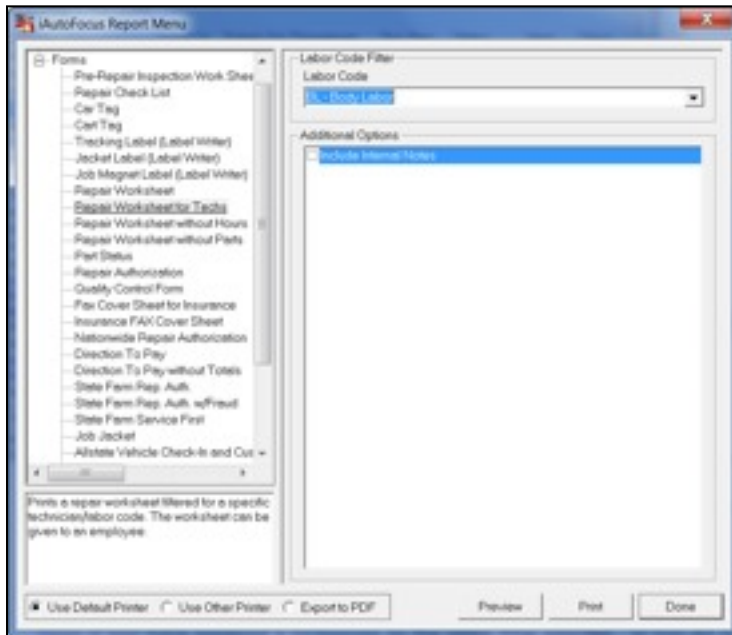 iAutoFocus Report Menu
Forms
Pre-Repair Inspection Work Shee
Repair Check List
Car Tag
Cart Tag
Tracking Label (Label Writer)
Jacket Label (Label Writer)
Job Magnet Label (Label Writer)
Repair Worksheet
Repair Worksheet for Techs
Repair Worksheet without Hours
Repair Worksheet without Parts
Part Status
Repair Authorization
Quality Control Form
Fax Cover Sheet for Insurance
Insurance FAX Cover Sheet
Nationwide Repair Authorization
Direction To Pay
Direction To Pay without Totals
State Farm Rep. Auth.
State Farm Rep. Auth. w/Fraud
State Farm Service First
Job Jacket
Allstate Vehicle Check-In and Cus
Prints a repair worksheet filtered for a specific
technician/labor code. The worksheet can be
given to an employee.
Labor Code Filter
Labor Code
BL - Body Labor
Additional Options
Include Internal Notes
Use Default Printer
Use Other Printer
Export to PDF
Preview
Print
Done